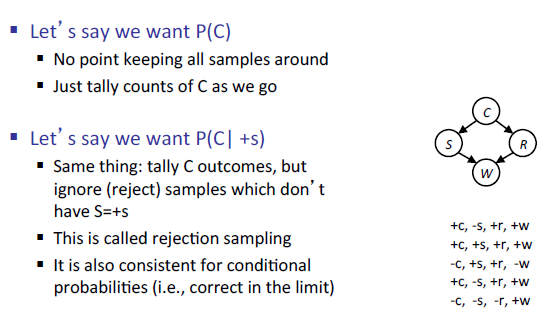 Let's say we want P(C)
No point keeping all samples around
Just tally counts of C as we go
Let's say we want P(C| +s)
Same thing: tally C outcomes, but
ignore (reject) samples which don't
have S=+s
This is called rejection sampling
It is also consistent for conditional
probabilities (i.e., correct in the limit)
C
S
R
W
+c, -s, +r, +w
+c, +s, +r, +w
-c, +s, +r, -w
+c, -s, +r, +w
-c, -s, -r, +w